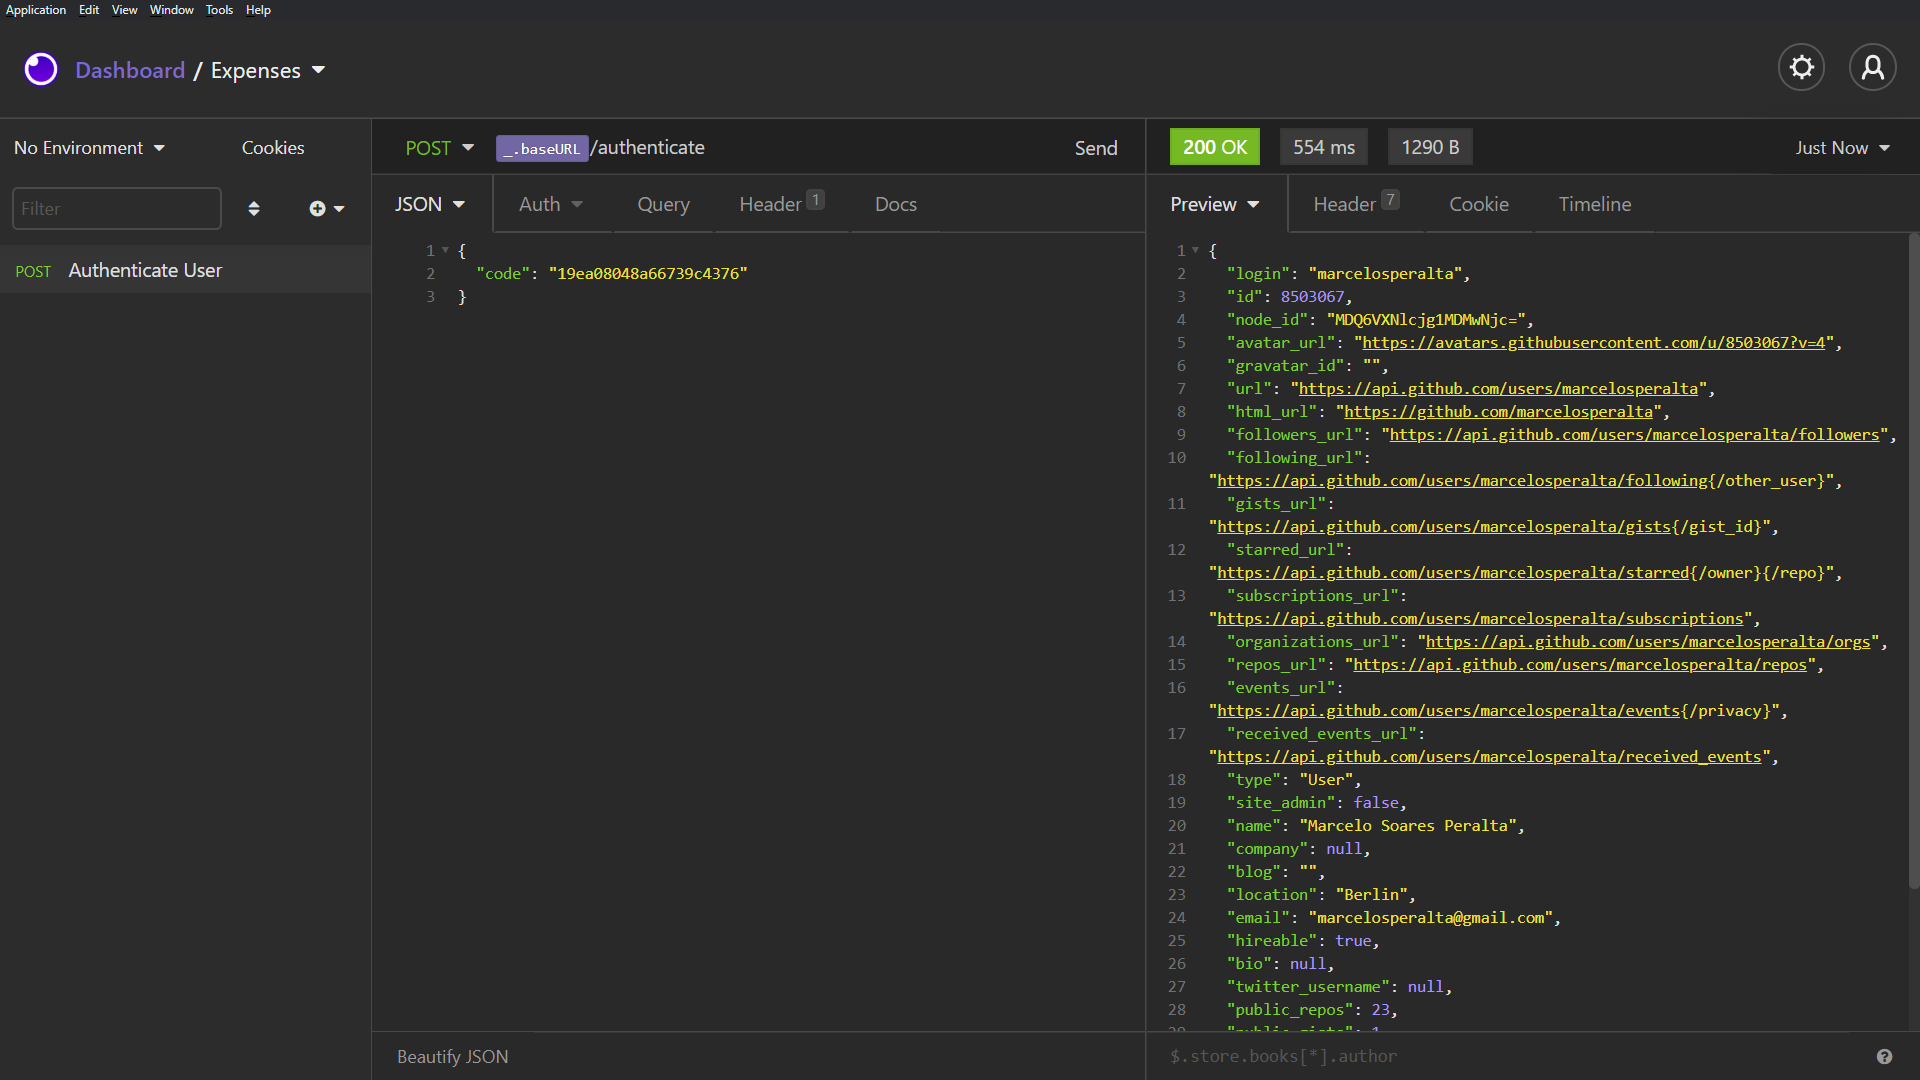 Application Edit View Window Tools Help
Dashboard / Expenses
No Environment Cookies
Filter
POST Authenticate User
POST _.baseURL/authenticate Send
JSON Auth Query Header 1 Docs
1 {
2 "code": "19ea08048a66739c4376"
3 }
Beautify JSON
200 OK 554 ms 1290 B Just Now
Preview Header 7 Cookie Timeline
1 {
2 "login": "marcelosperalta",
3 "id": 8503067,
4 "node_id": "MDQ6VXNlcjg1MDMwNjc=",
5 "avatar_url": "https://avatars.githubusercontent.com/u/8503067?v=4",
6 "gravatar_id": "",
7 "url": "https://api.github.com/users/marcelosperalta",
8 "html_url": "https://github.com/marcelosperalta",
9 "followers_url": "https://api.github.com/users/marcelosperalta/followers",
10 "following_url":
"https://api.github.com/users/marcelosperalta/following{/other_user}",
11 "gists_url":
"https://api.github.com/users/marcelosperalta/gists{/gist_id}",
12 "starred_url":
"https://api.github.com/users/marcelosperalta/starred{/owner}{/repo}",
13 "subscriptions_url":
"https://api.github.com/users/marcelosperalta/subscriptions",
14 "organizations_url": "https://api.github.com/users/marcelosperalta/orgs",
15 "repos_url": "https://api.github.com/users/marcelosperalta/repos",
16 "events_url":
"https://api.github.com/users/marcelosperalta/events{/privacy}",
17 "received_events_url":
"https://api.github.com/users/marcelosperalta/received_events",
18 "type": "User",
19 "site_admin": false,
20 "name": "Marcelo Soares Peralta",
21 "company": null,
22 "blog": "",
23 "location": "Berlin",
24 "email": "marcelosperalta@gmail.com",
25 "hireable": true,
26 "bio": null,
27 "twitter_username": null,
28 "public_repos": 23,
$.store.books[*].author